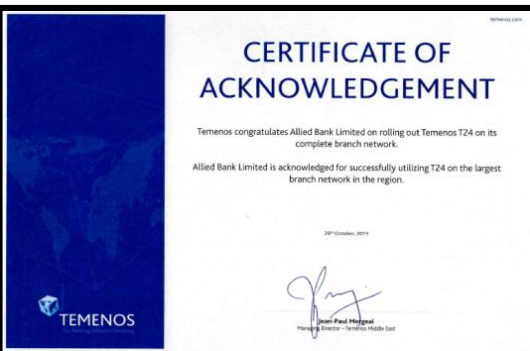 temenos.com
CERTIFICATE OF
ACKNOWLEDGEMENT
Temenos congratulates Allied Bank Limited on rolling out Temenos T24 on its
complete branch network.
Allied Bank Limited is acknowledged for successfully utilizing T24 on the largest
branch network in the region.
29th October, 2014
Jean-Paul Mergeai
Managing Director – Temenos Middle East
TEMENOS
The Banking Software Company